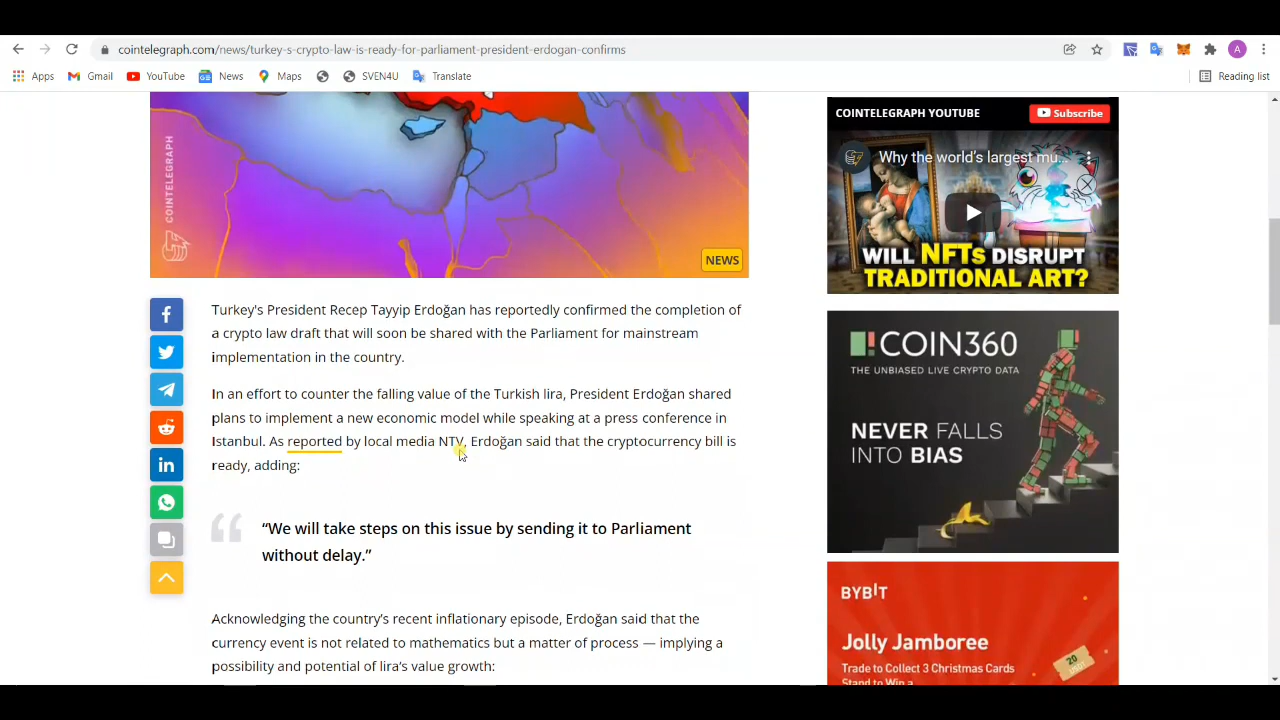 cointelegraph.com/news/turkey-s-crypto-law-is-ready-for-parliament-president-erdogan-confirms
A
Apps
Gmail
YouTube
News
Maps
SVEN4U
Translate
Reading list
COINTELEGRAPH
NEWS
Turkey's President Recep Tayyip Erdoğan has reportedly confirmed the completion of
a crypto law draft that will soon be shared with the Parliament for mainstream
implementation in the country.
In an effort to counter the falling value of the Turkish lira, President Erdoğan shared
plans to implement a new economic model while speaking at a press conference in
Istanbul. As reported by local media NTV, Erdoğan said that the cryptocurrency bill is
ready, adding:
“We will take steps on this issue by sending it to Parliament
without delay.”
Acknowledging the country’s recent inflationary episode, Erdoğan said that the
currency event is not related to mathematics but a matter of process — implying a
possibility and potential of lira’s value growth:
COINTELEGRAPH YOUTUBE
Subscribe
Why the world’s largest mu...
WILL NFTs DISRUPT
TRADITIONAL ART?
COIN360
THE UNBIASED LIVE CRYPTO DATA
NEVER FALLS
INTO BIAS
BYBIT
Jolly Jamboree
Trade to Collect 3 Christmas Cards
Stand to Win a
20
USDT